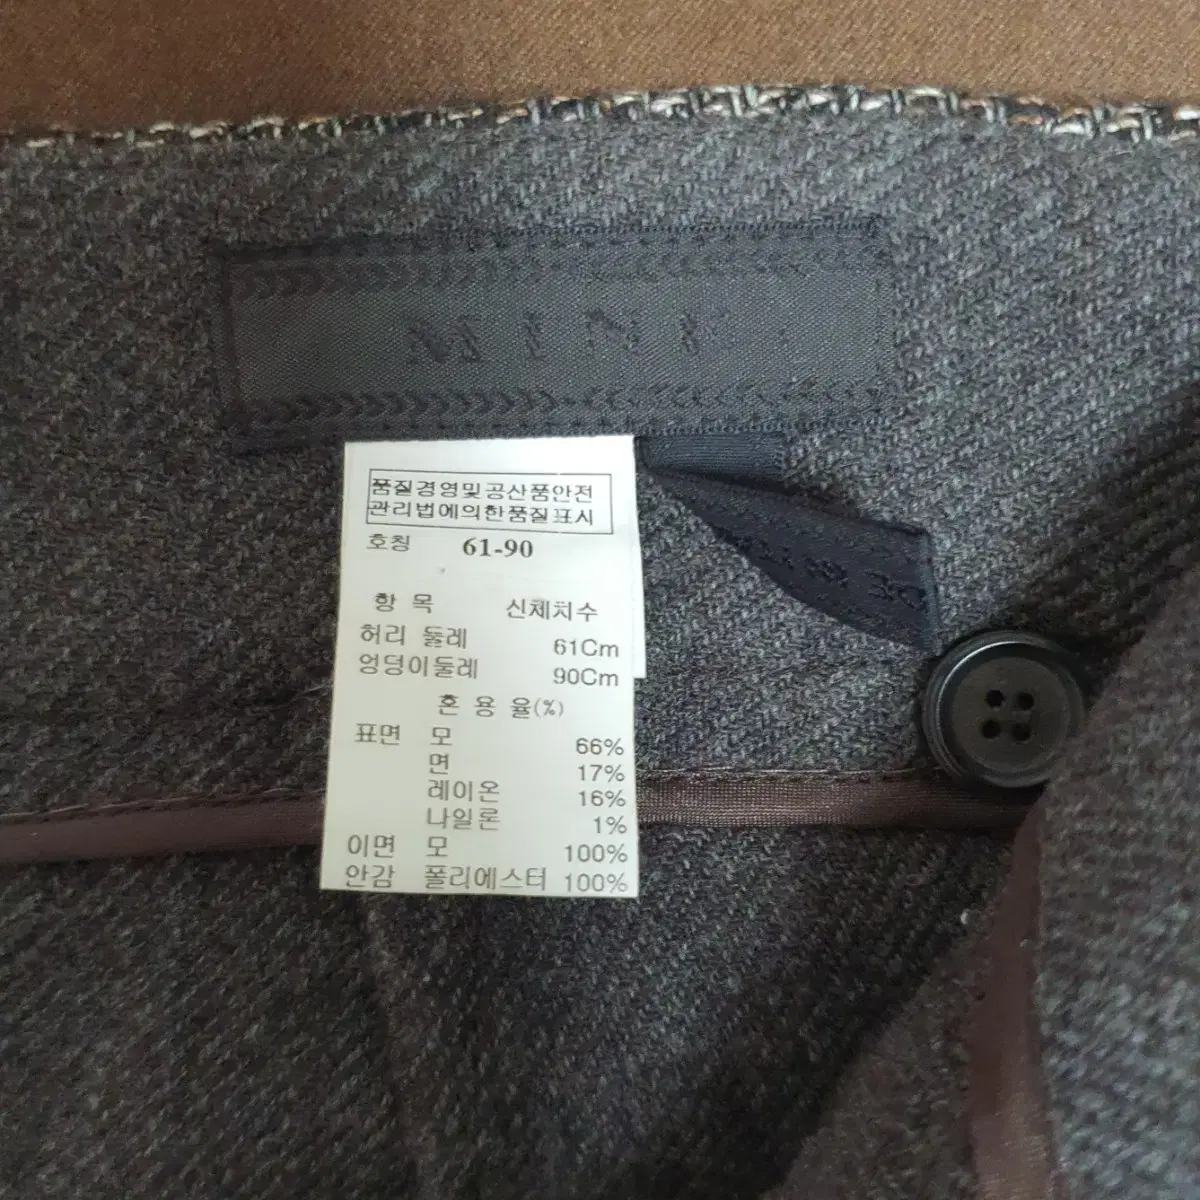 MINE
품질경영및공산품안전
관리법에의한품질표시
호칭 61-90
항 목 신체치수
허리 둘레 61Cm
엉덩이둘레 90Cm
혼 용 율(%)
표면 모 66%
면 17%
레이온 16%
나일론 1%
이면 모 100%
안감 폴리에스터 100%